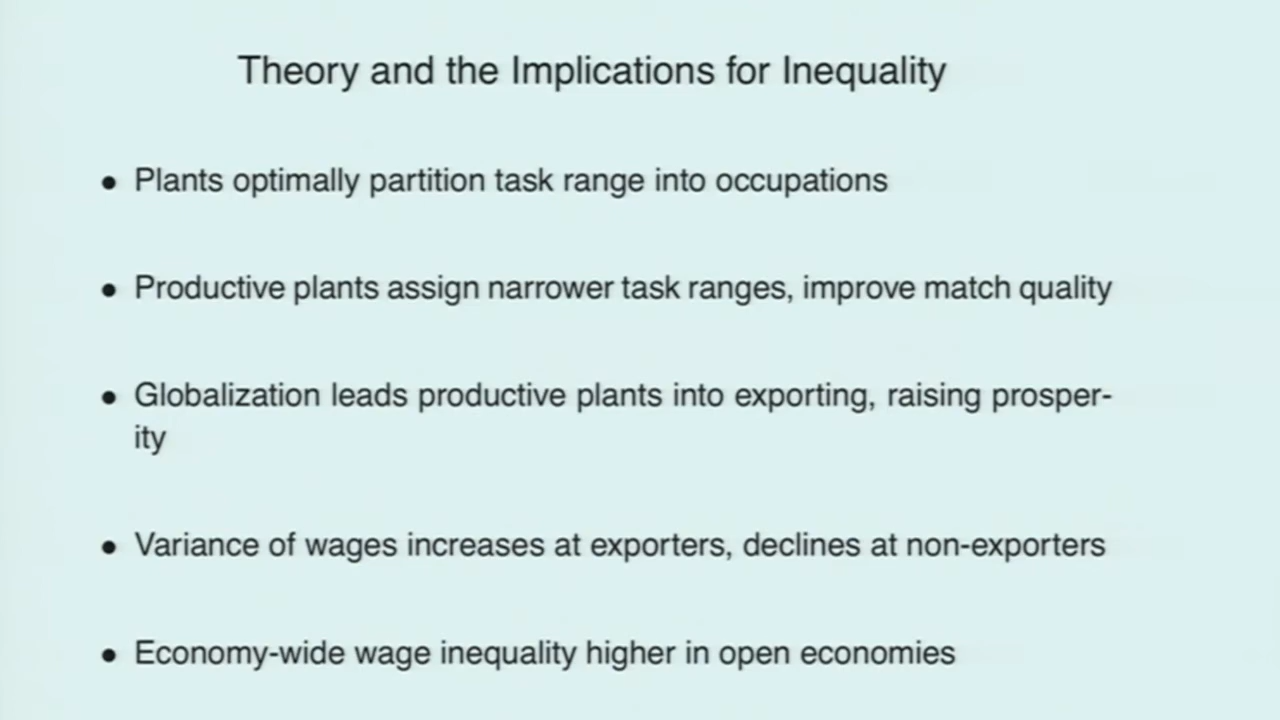 Theory and the Implications for Inequality
• Plants optimally partition task range into occupations
• Productive plants assign narrower task ranges, improve match quality
• Globalization leads productive plants into exporting, raising prosper-
ity
• Variance of wages increases at exporters, declines at non-exporters
• Economy-wide wage inequality higher in open economies